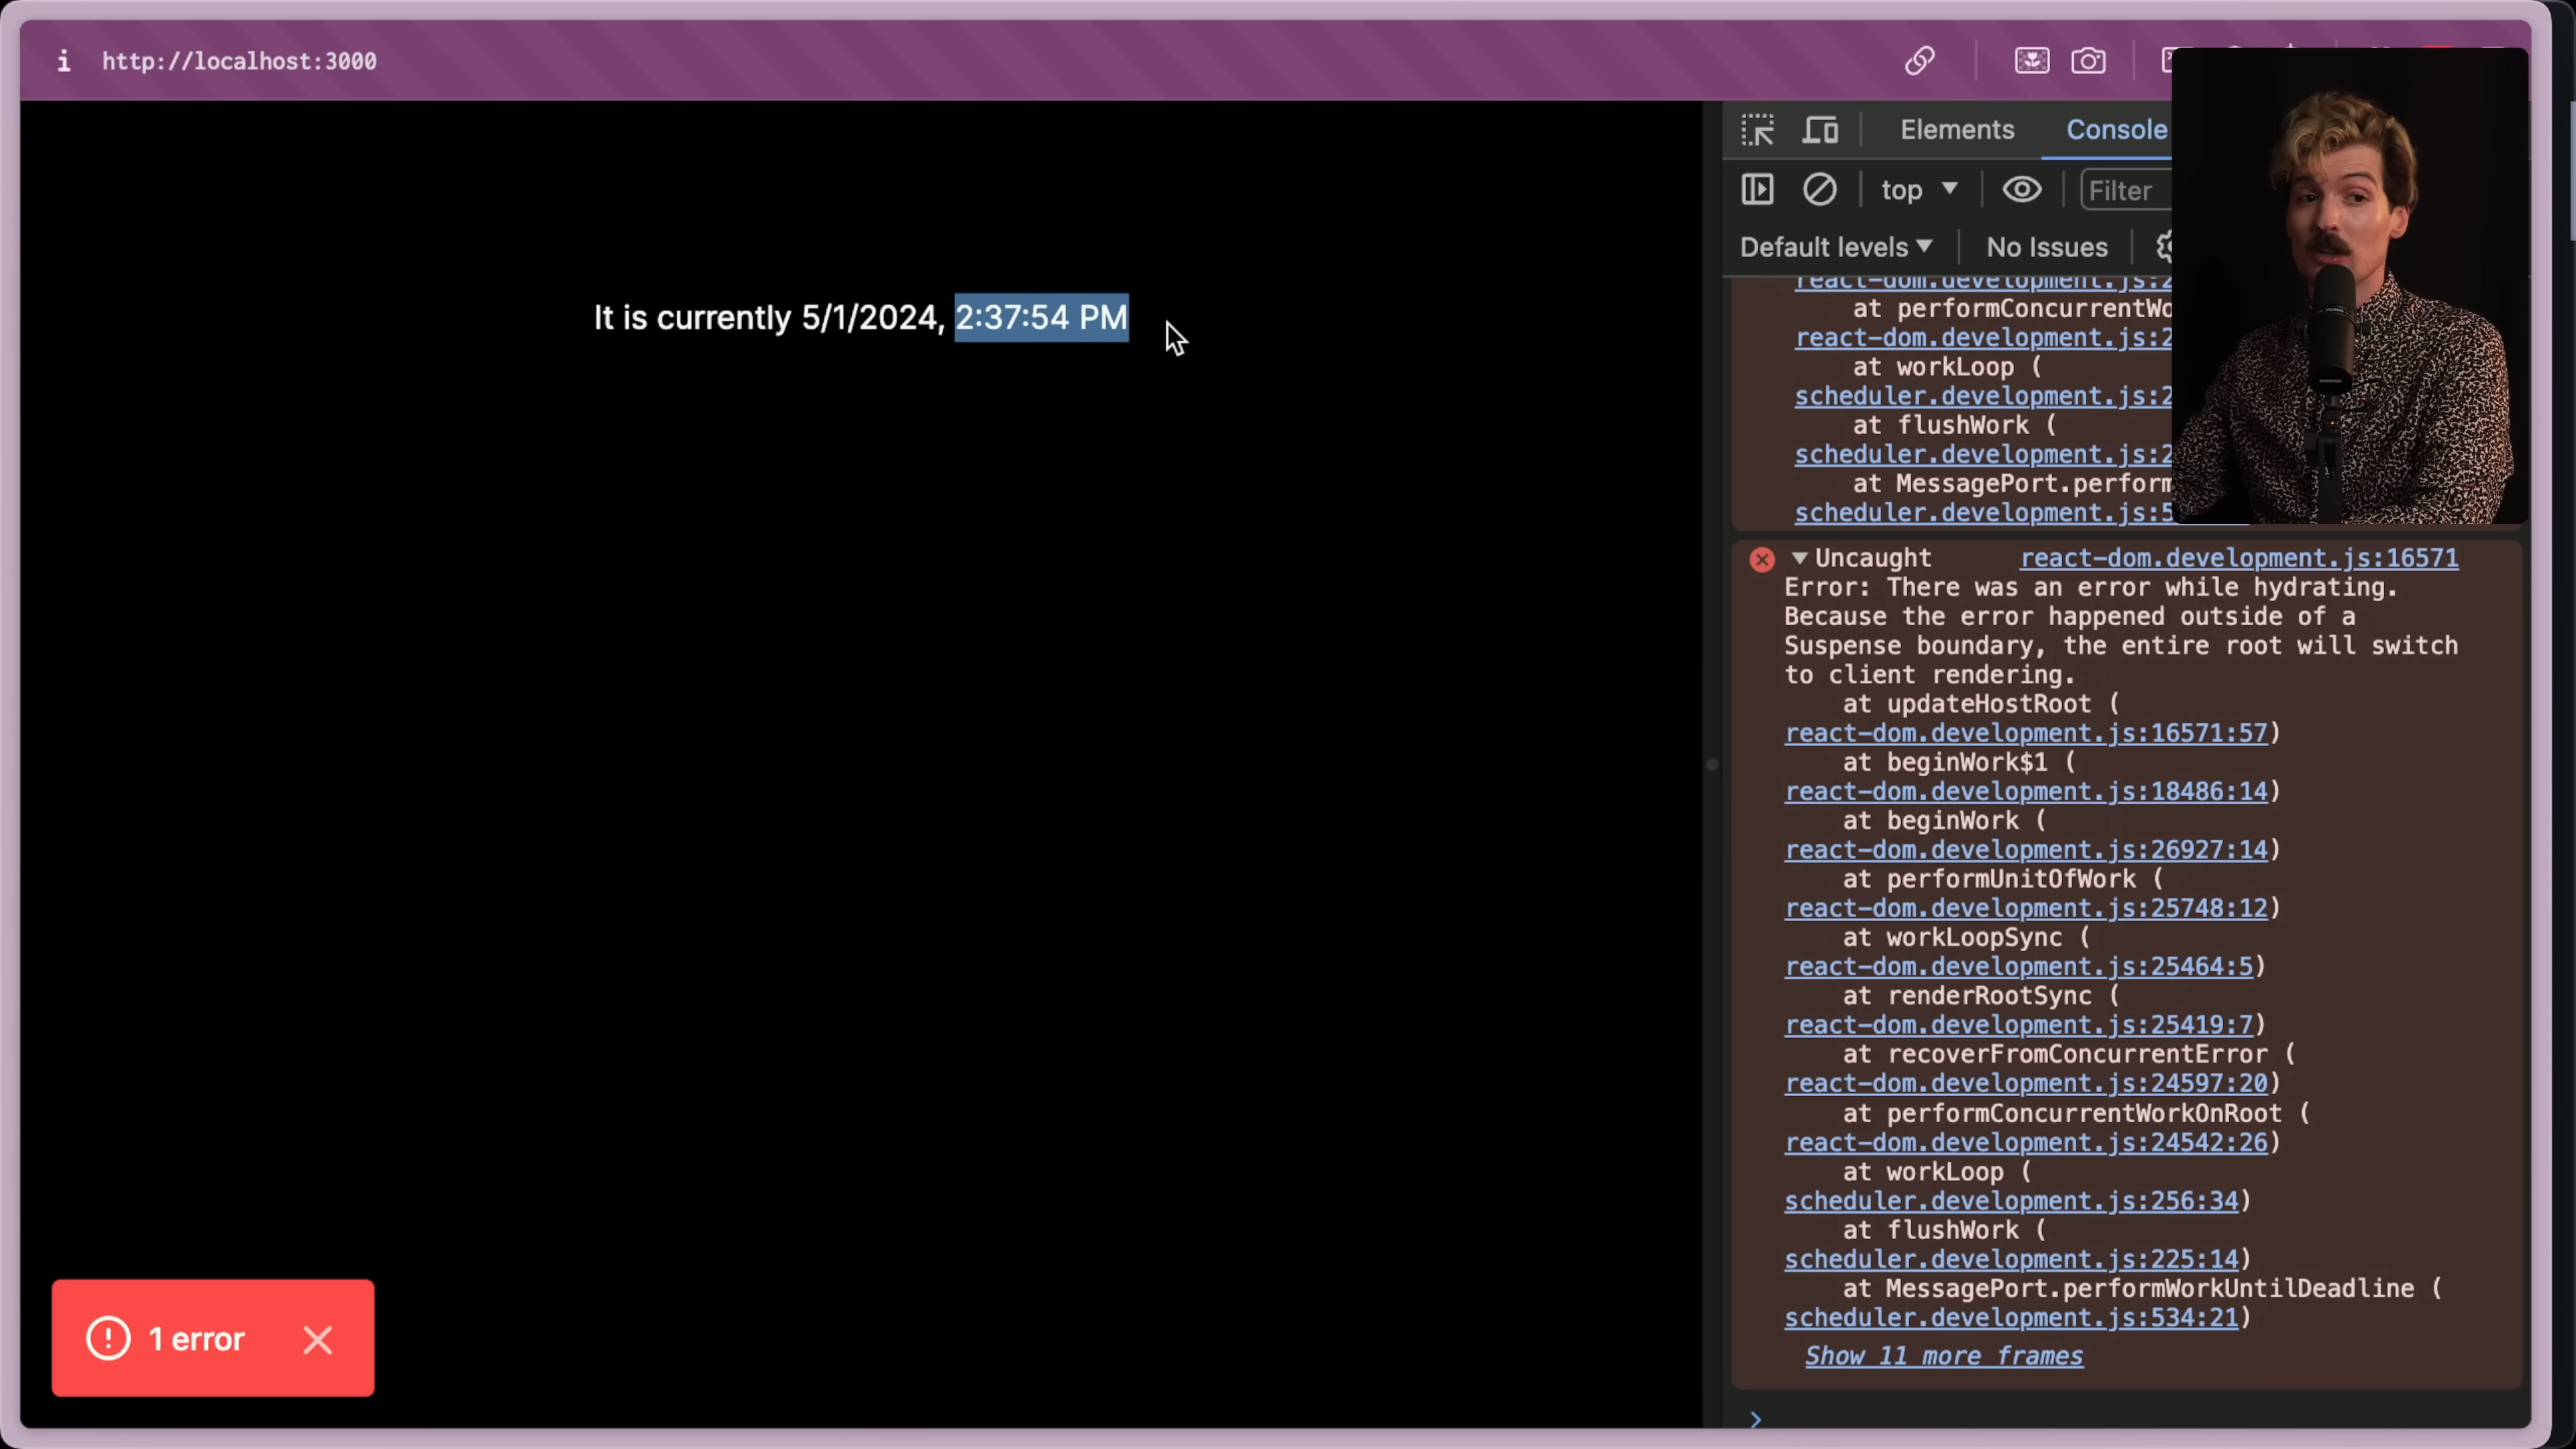 http://localhost:3000
Elements
Console
top
Filter
Default levels
No Issues
It is currently 5/1/2024, 2:37:54 PM
react-dom.development.js:2
at performConcurrentWo
react-dom.development.js:2
at workLoop (
scheduler.development.js:2
at flushWork (
scheduler.development.js:2
at MessagePort.perform
scheduler.development.js:5
Uncaught react-dom.development.js:16571
Error: There was an error while hydrating.
Because the error happened outside of a
Suspense boundary, the entire root will switch
to client rendering.
at updateHostRoot (
react-dom.development.js:16571:57)
at beginWork$1 (
react-dom.development.js:18486:14)
at beginWork (
react-dom.development.js:26927:14)
at performUnitOfWork (
react-dom.development.js:25748:12)
at workLoopSync (
react-dom.development.js:25464:5)
at renderRootSync (
react-dom.development.js:25419:7)
at recoverFromConcurrentError (
react-dom.development.js:24597:20)
at performConcurrentWorkOnRoot (
react-dom.development.js:24542:26)
at workLoop (
scheduler.development.js:256:34)
at flushWork (
scheduler.development.js:225:14)
at MessagePort.performWorkUntilDeadline (
scheduler.development.js:534:21)
Show 11 more frames
1 error